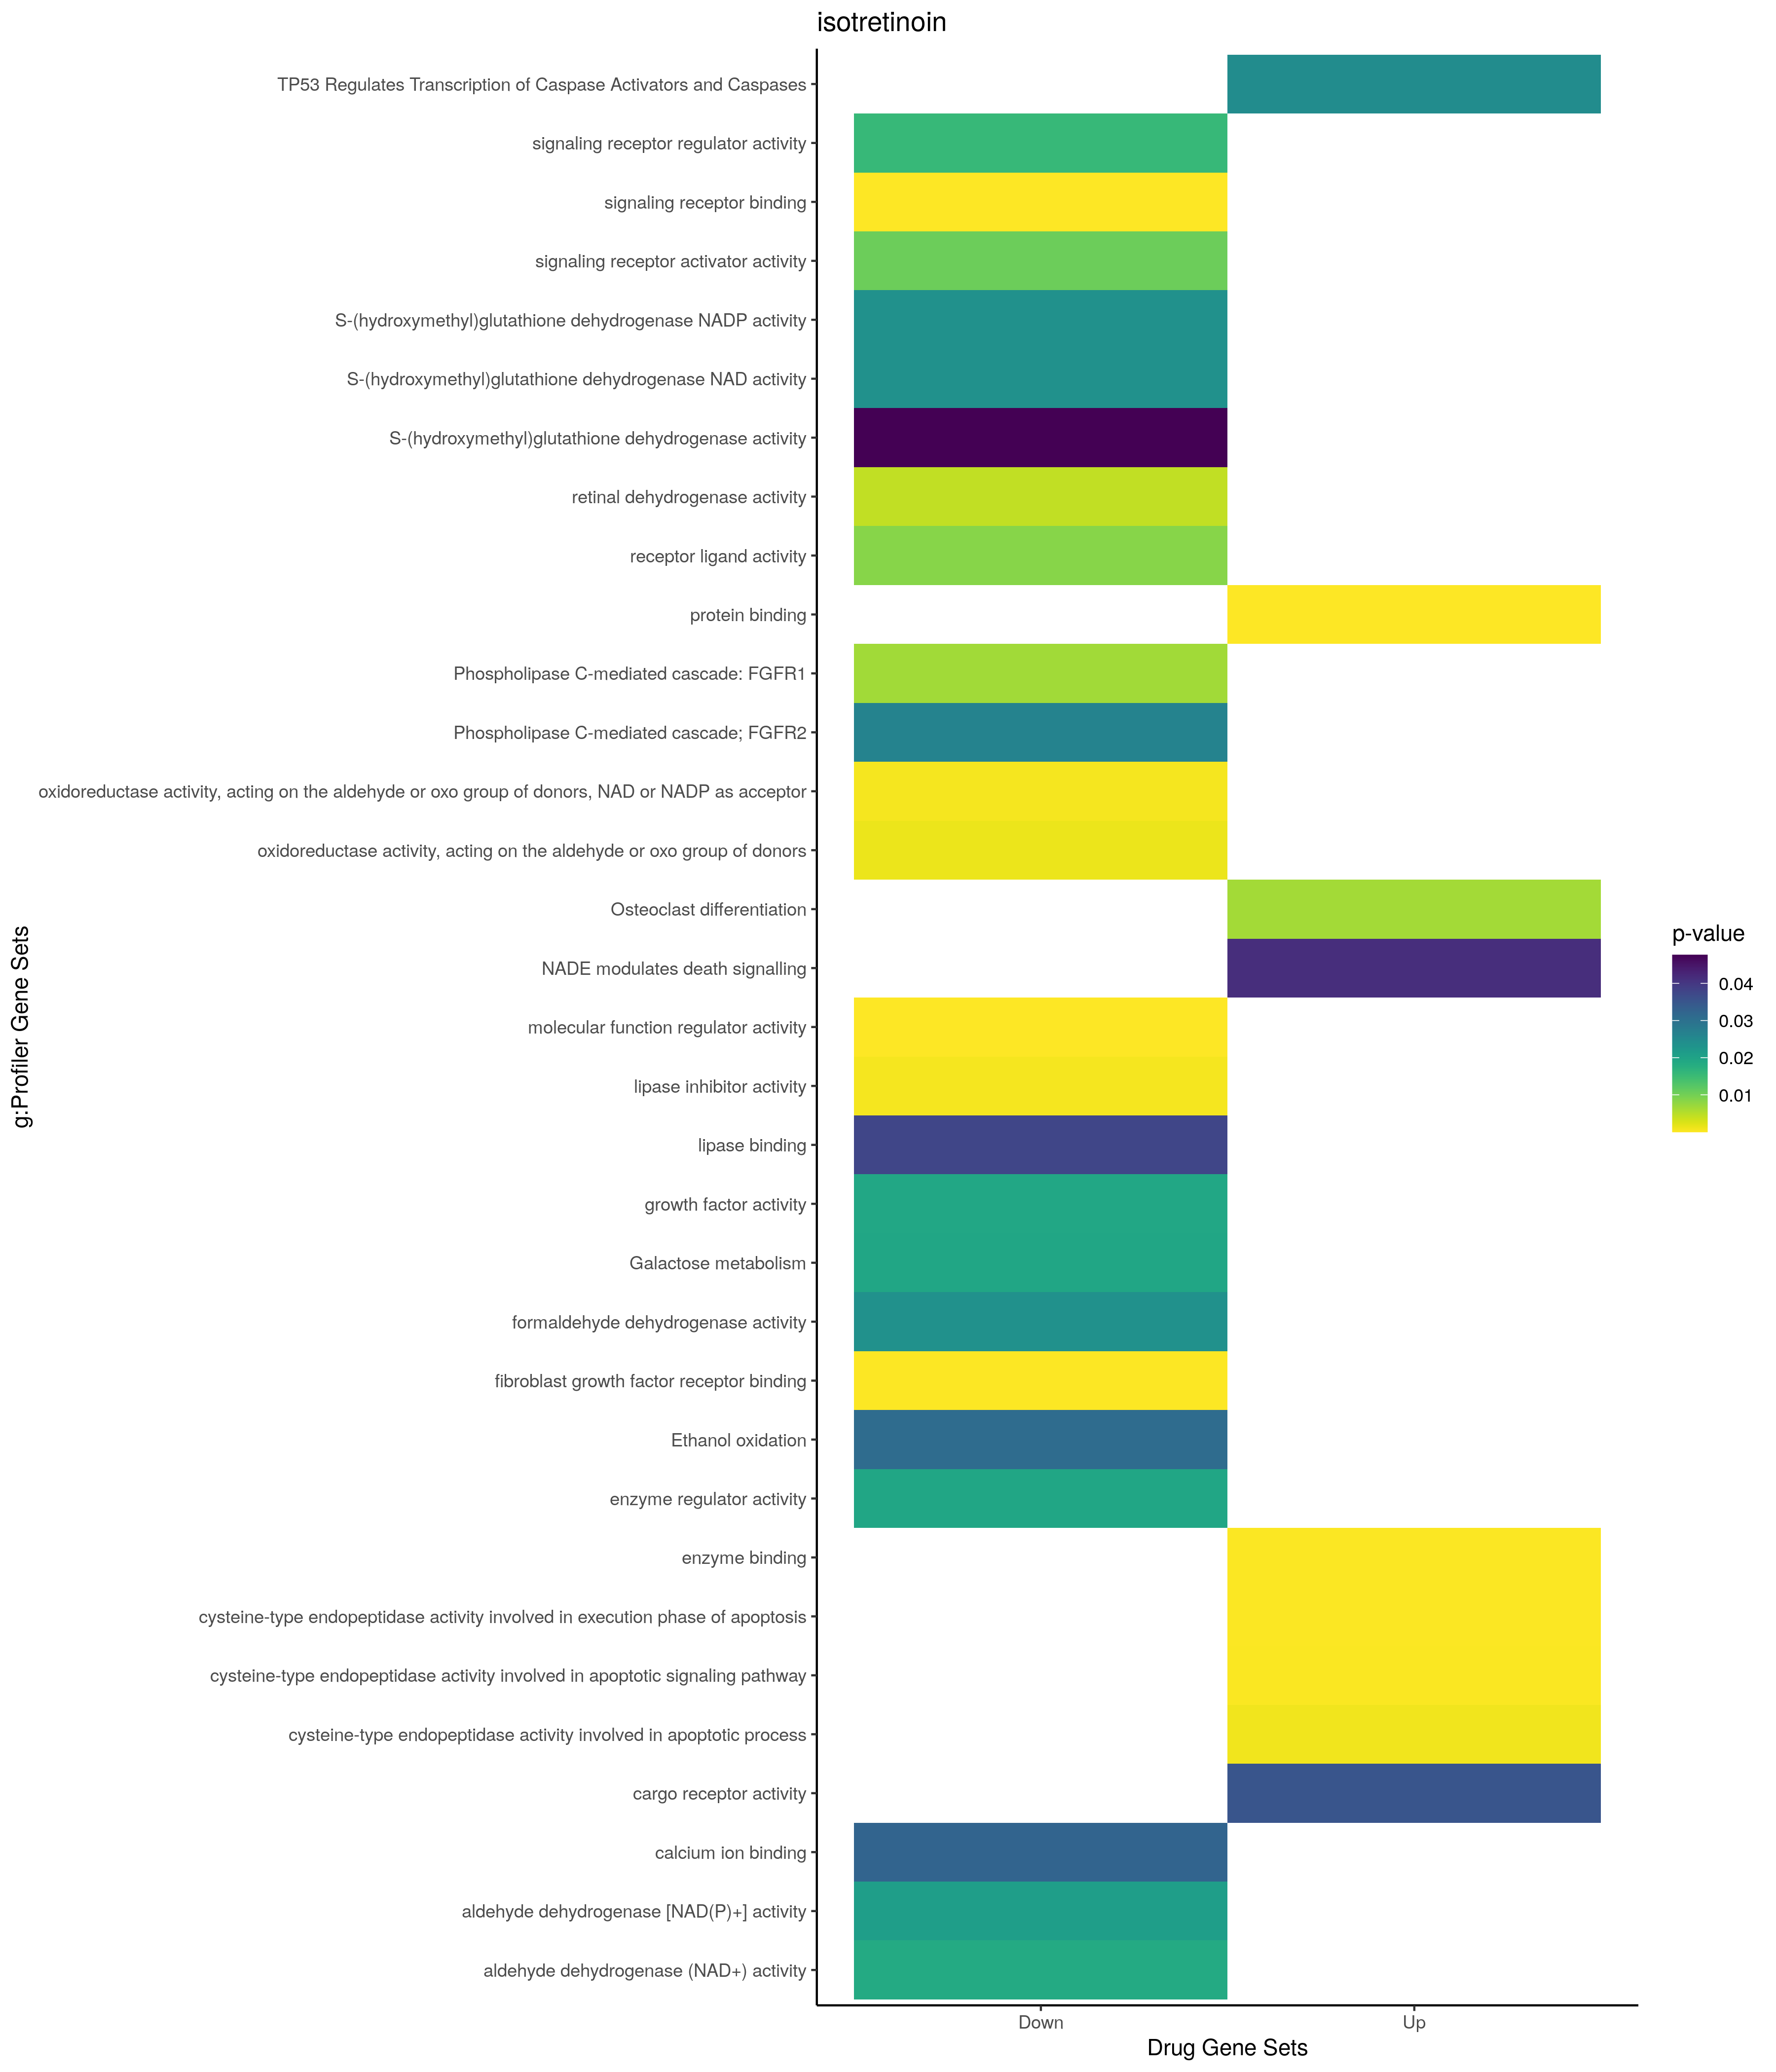 isotretinoin
TP53 Regulates Transcription of Caspase Activators and Caspases
signaling receptor regulator activity
signaling receptor binding
signaling receptor activator activity
S-(hydroxymethyl)glutathione dehydrogenase NADP activity
S-(hydroxymethyl)glutathione dehydrogenase NAD activity
S-(hydroxymethyl)glutathione dehydrogenase activity
retinal dehydrogenase activity
receptor ligand activity
protein binding
Phospholipase C-mediated cascade: FGFR1
Phospholipase C-mediated cascade; FGFR2
oxidoreductase activity, acting on the aldehyde or oxo group of donors, NAD or NADP as acceptor
oxidoreductase activity, acting on the aldehyde or oxo group of donors
Osteoclast differentiation
NADE modulates death signalling
molecular function regulator activity
lipase inhibitor activity
lipase binding
growth factor activity
Galactose metabolism
formaldehyde dehydrogenase activity
fibroblast growth factor receptor binding
Ethanol oxidation
enzyme regulator activity
enzyme binding
cysteine-type endopeptidase activity involved in execution phase of apoptosis
cysteine-type endopeptidase activity involved in apoptotic signaling pathway
cysteine-type endopeptidase activity involved in apoptotic process
cargo receptor activity
calcium ion binding
aldehyde dehydrogenase [NAD(P)+] activity
aldehyde dehydrogenase (NAD+) activity
g:Profiler Gene Sets
Down
Up
Drug Gene Sets
p-value
0.04
0.03
0.02
0.01